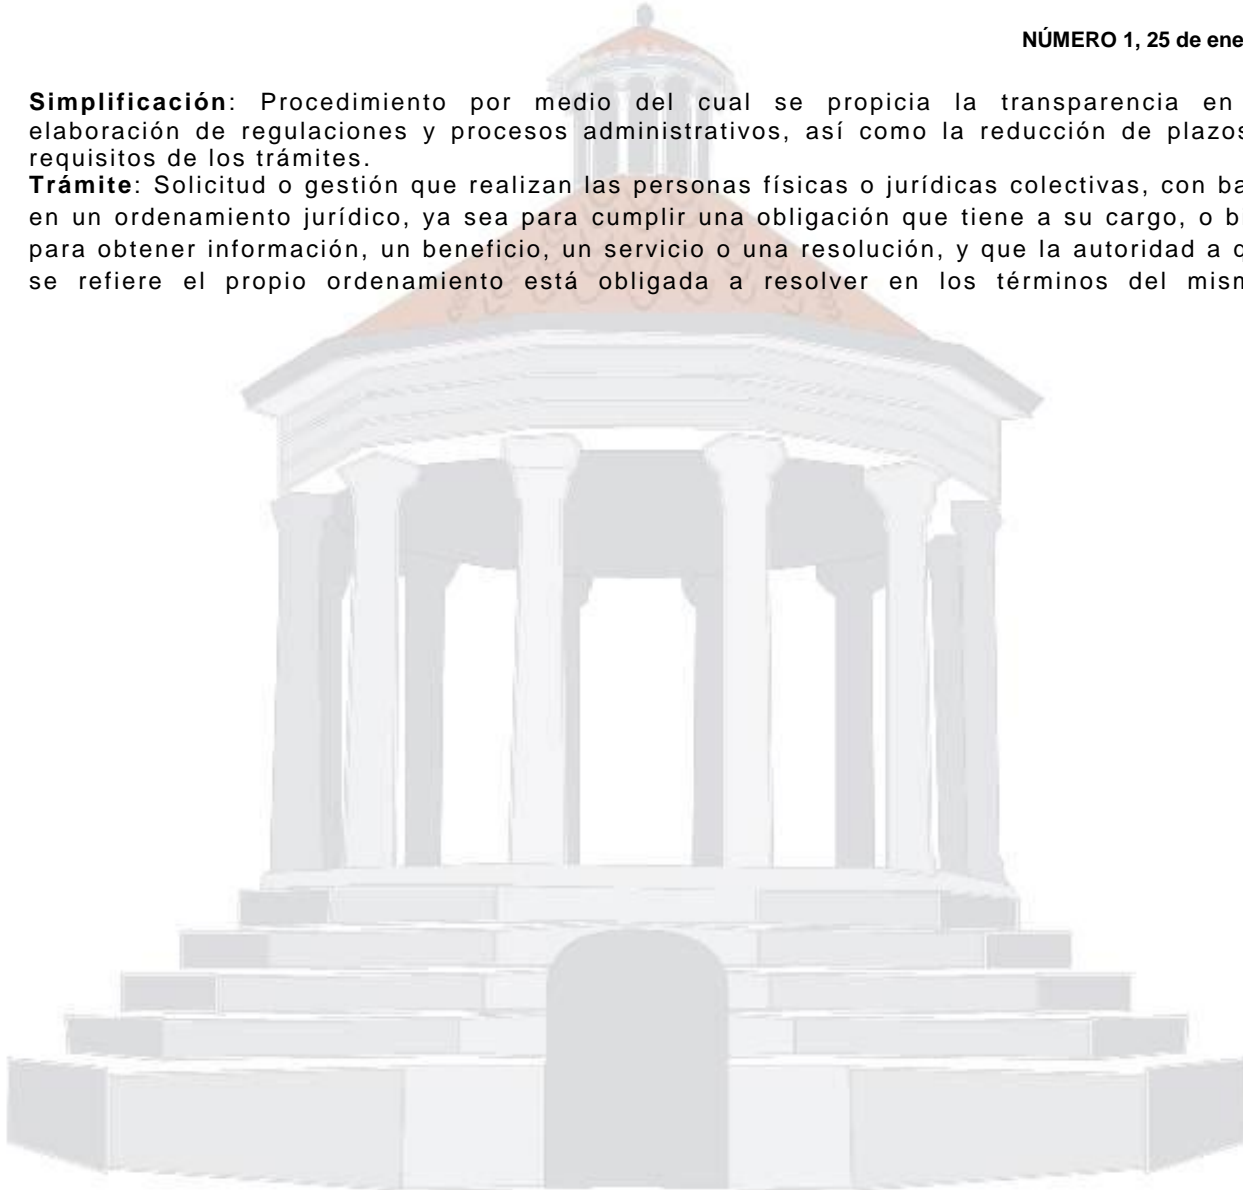 NÚMERO 1, 25 de ene
Simplificación: Procedimiento por medio del cual se propicia la transparencia en
elaboración de regulaciones y procesos administrativos, así como la reducción de plazos
requisitos de los trámites.
Trámite: Solicitud o gestión que realizan las personas físicas o jurídicas colectivas, con ba
en un ordenamiento jurídico, ya sea para cumplir una obligación que tiene a su cargo, o b
para obtener información, un beneficio, un servicio o una resolución, y que la autoridad a q
se refiere el propio ordenamiento está obligada a resolver en los términos del mism